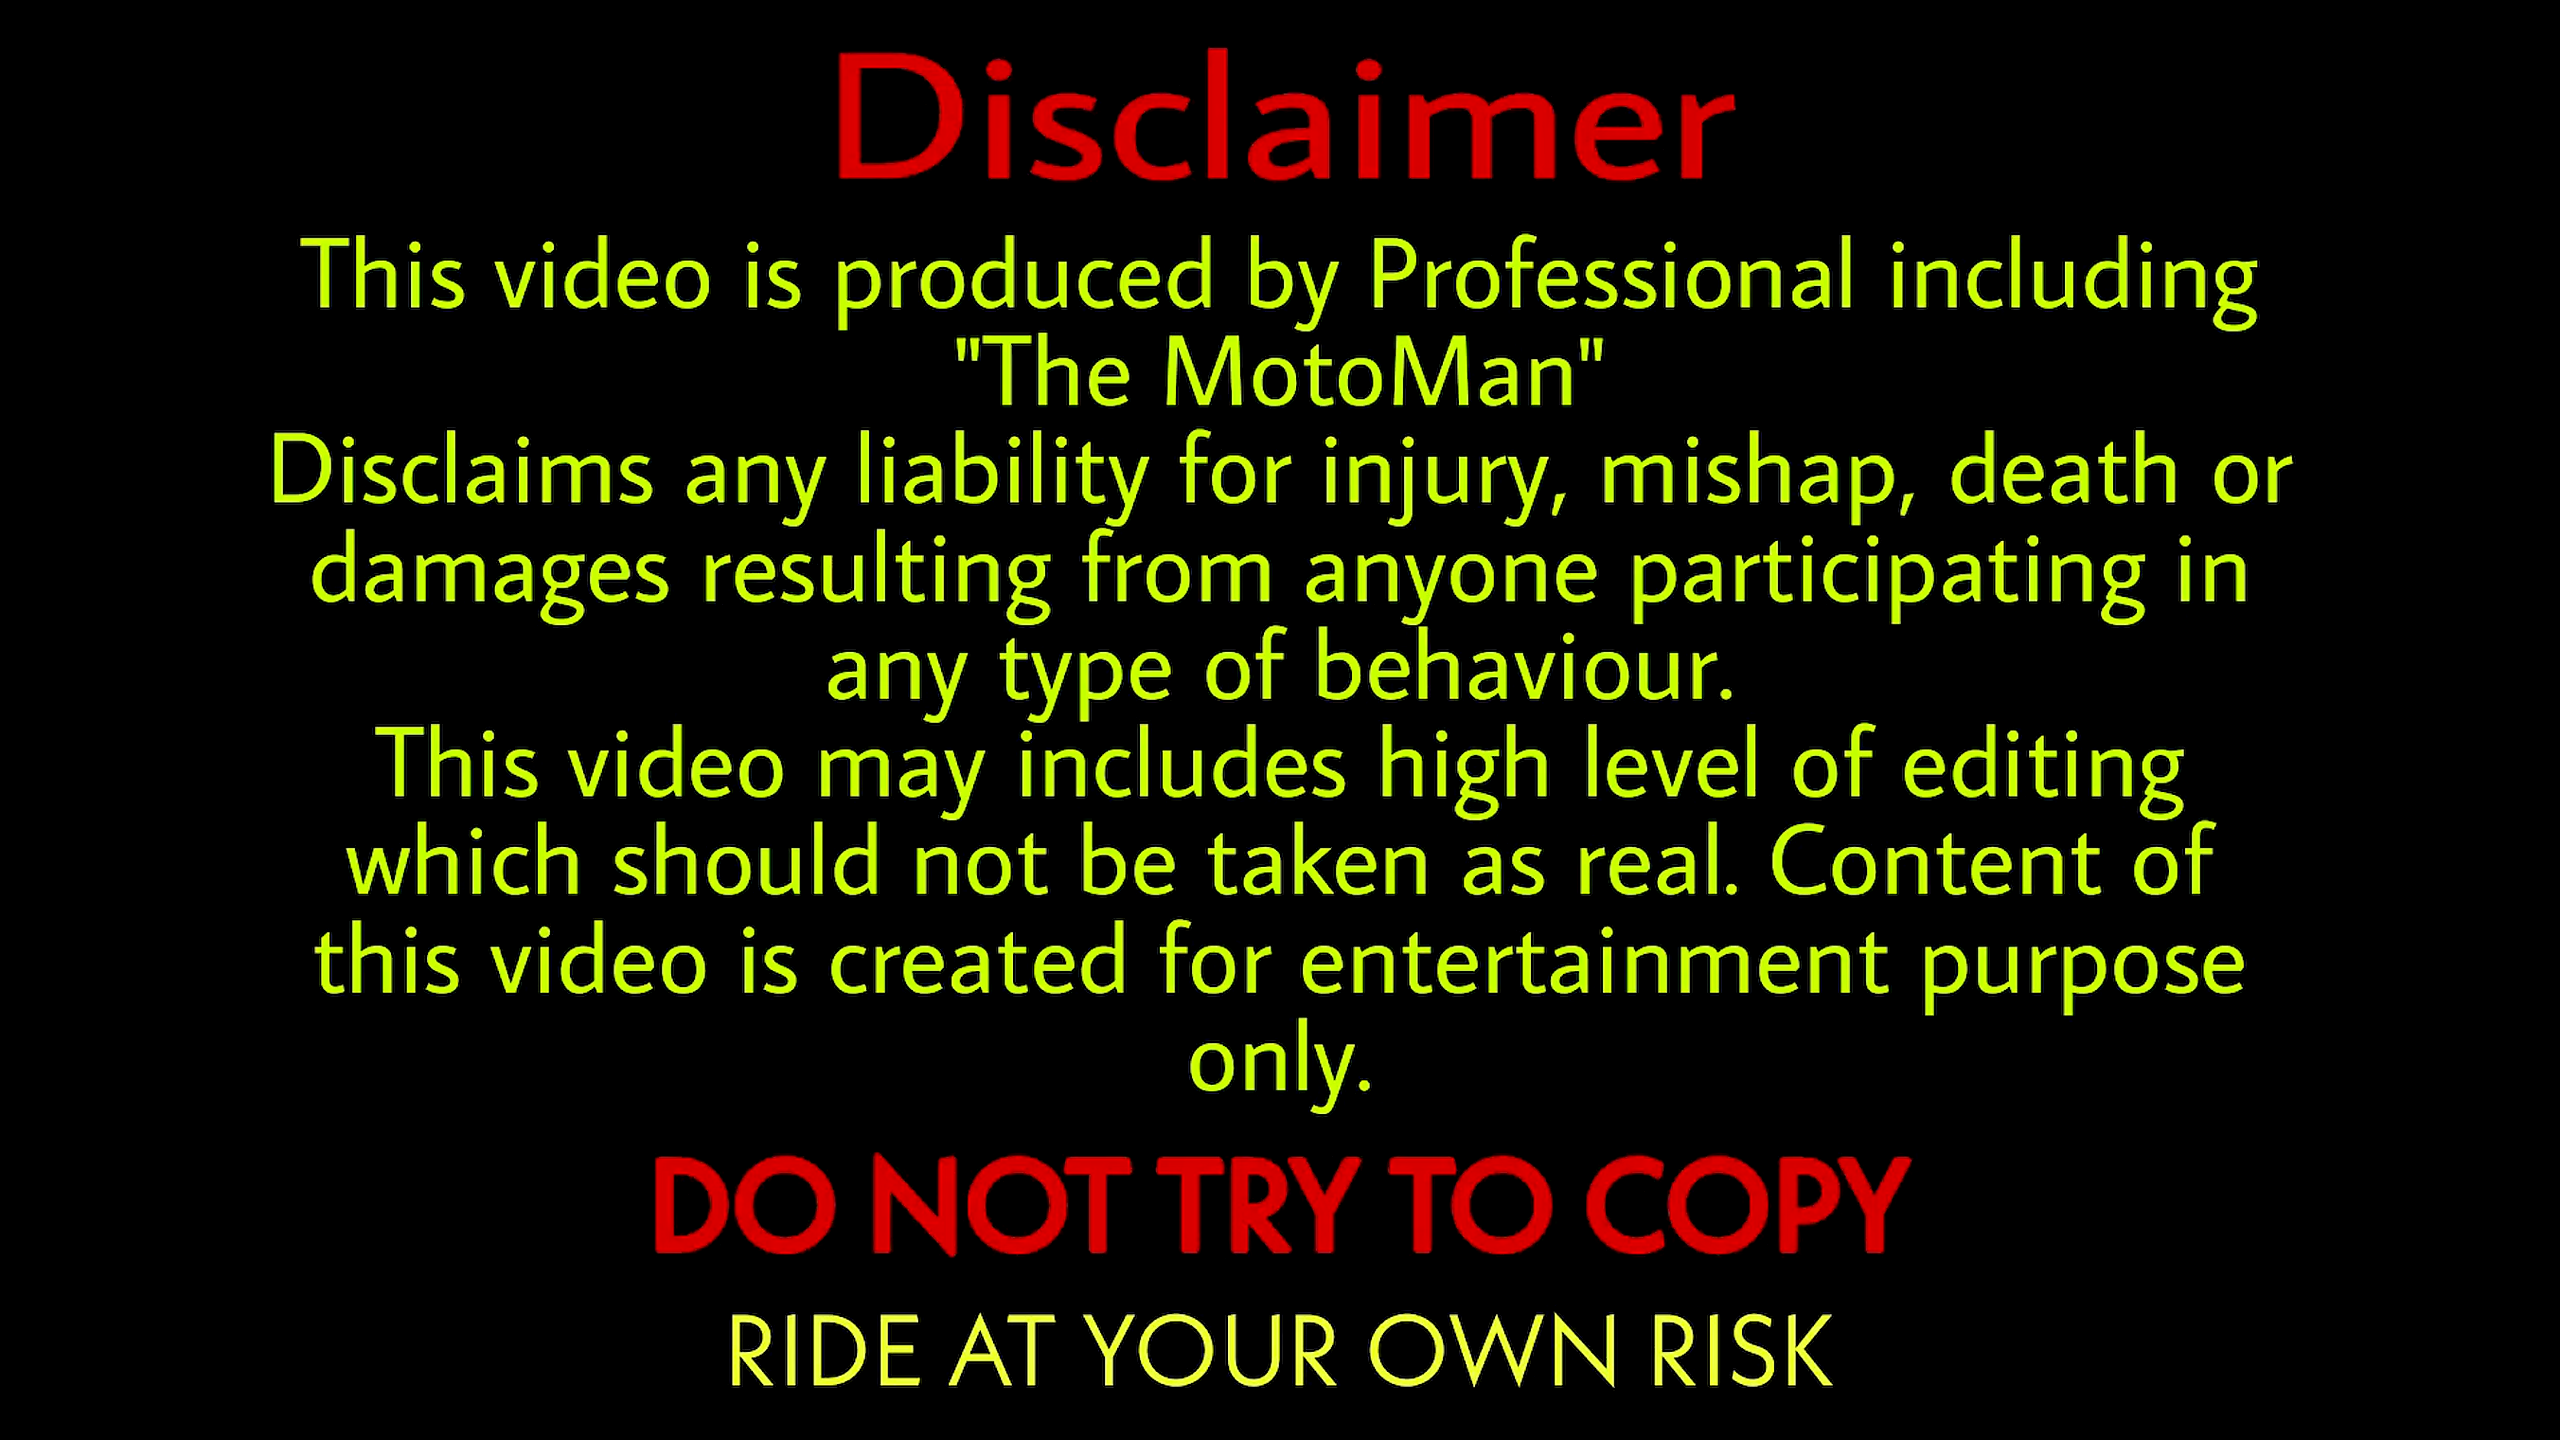 Disclaimer
This video is produced by Professional including
"The MotoMan"
Disclaims any liability for injury, mishap, death or
damages resulting from anyone participating in
any type of behaviour.
This video may includes high level of editing
which should not be taken as real. Content of
this video is created for entertainment purpose
only.
DO NOT TRY TO COPY
RIDE AT YOUR OWN RISK